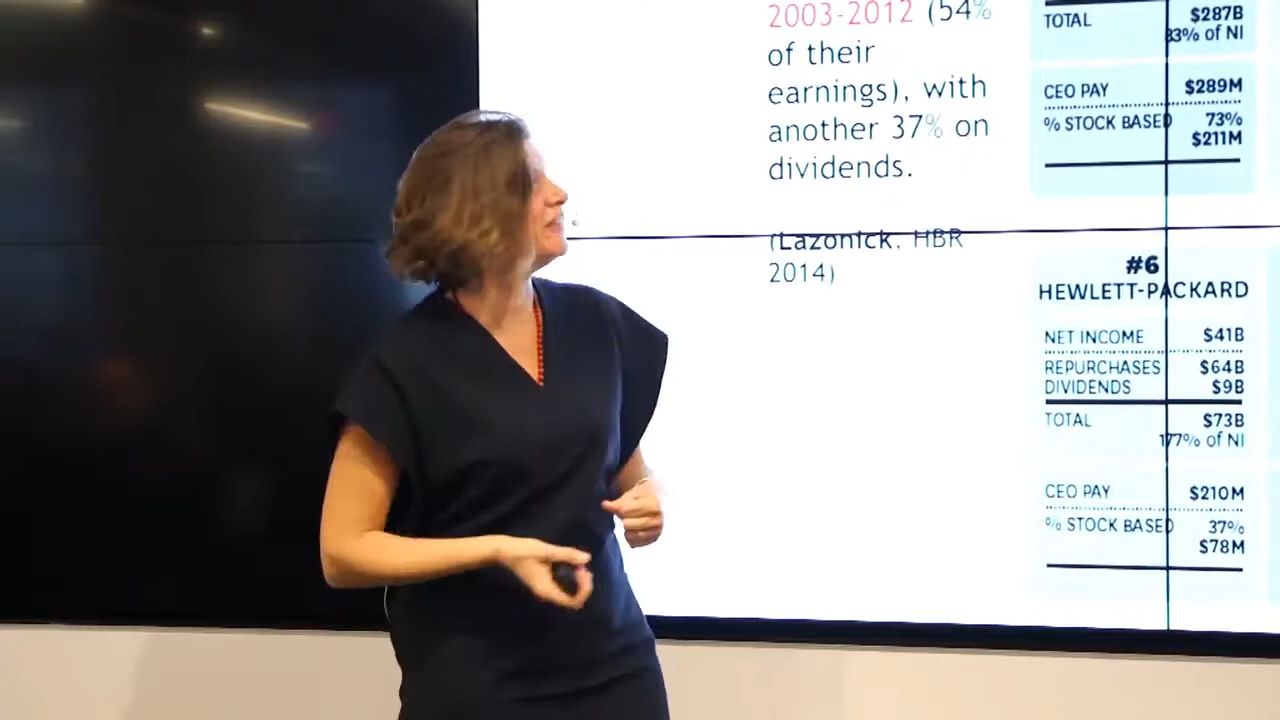 2003-2012 (54%
of their
earnings), with
another 37% on
dividends.
(Lazonick, HBR
2014)
TOTAL $287B
83% of NI
CEO PAY $289M
% STOCK BASED 73%
$211M
#6
HEWLETT-PACKARD
NET INCOME $41B
REPURCHASES $64B
DIVIDENDS $9B
TOTAL $73B
177% of NI
CEO PAY $210M
% STOCK BASED 37%
$78M